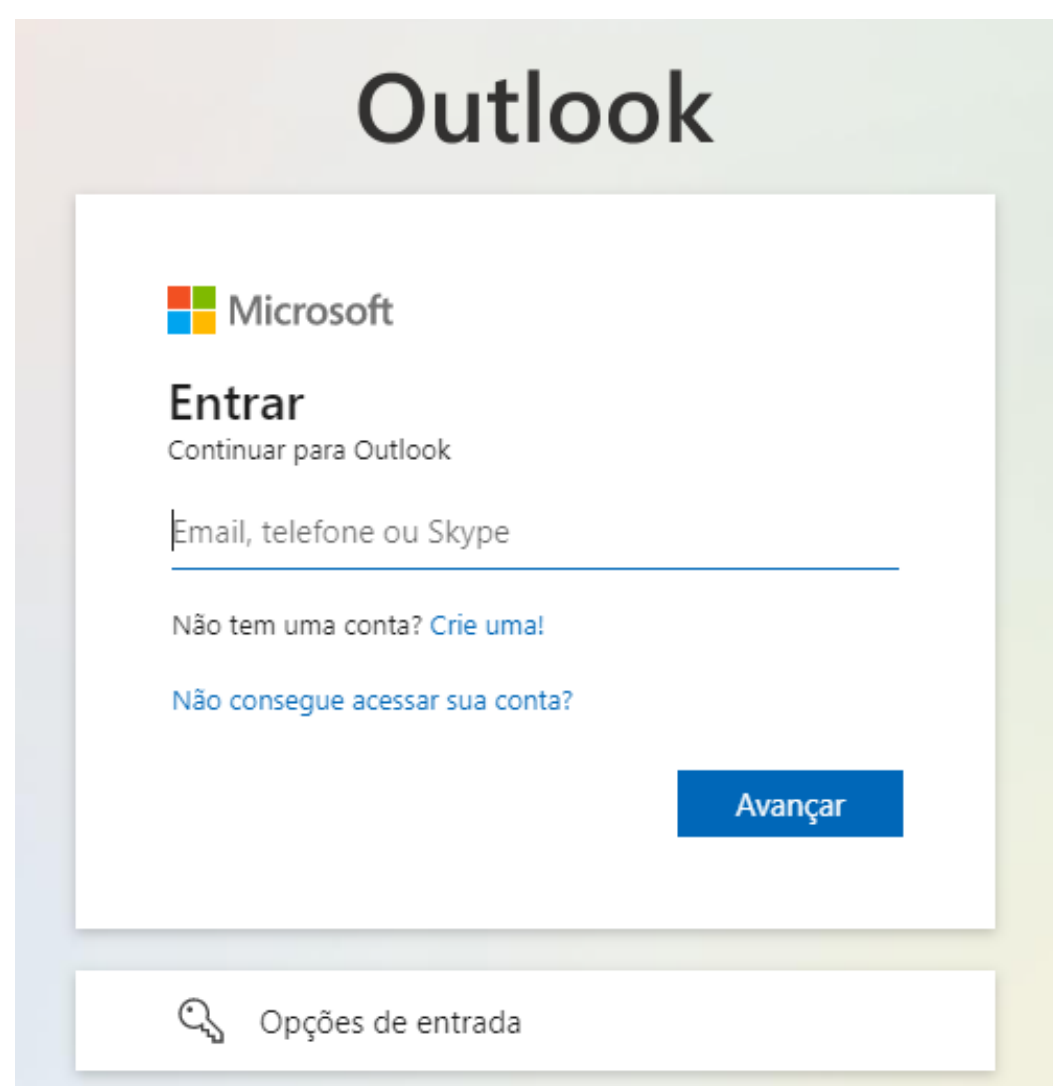 Outlook
Microsoft
Entrar
Continuar para Outlook
Email, telefone ou Skype
Não tem uma conta? Crie uma!
Não consegue acessar sua conta?
Avançar
Opções de entrada